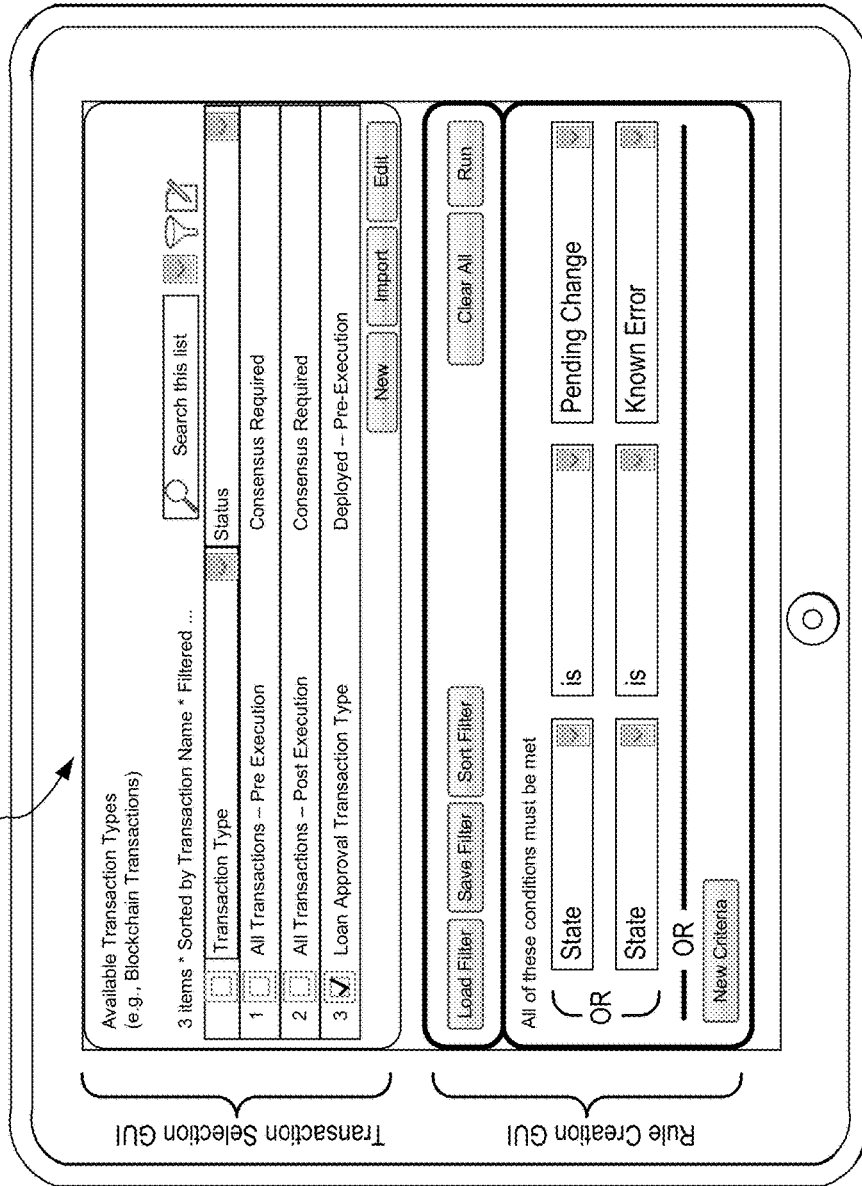 Available Transaction Types
(e.g., Blockchain Transactions)
3 items * Sorted by Transaction Name * Filtered ...
Search this list
Transaction Type Status
1 All Transactions – Pre Execution Consensus Required
2 All Transactions – Post Execution Consensus Required
3 Loan Approval Transaction Type Deployed – Pre-Execution
New Import Edit
Load Filter Save Filter Sort Filter Clear All Run
All of these conditions must be met
State is Pending Change
OR
State is Known Error
OR
New Criteria
Transaction Selection GUI
Rule Creation GUI